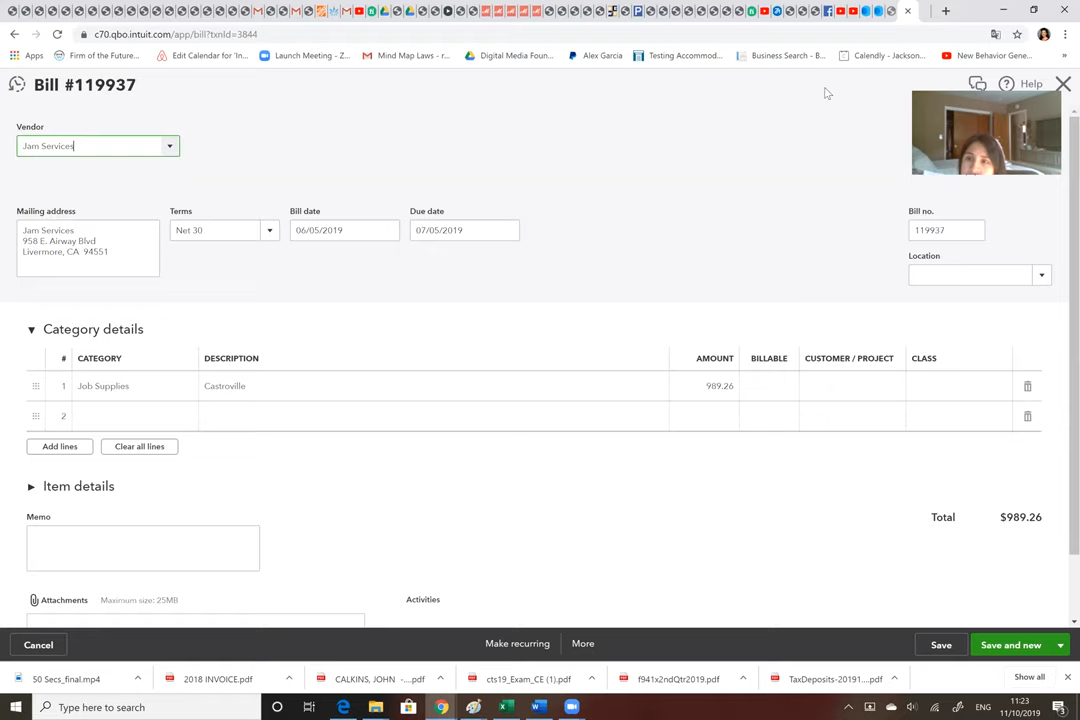 c70.qbo.intuit.com/app/bill?txnId=3844
Apps
Firm of the Future...
Edit Calendar for 'In...
Launch Meeting - Z...
Mind Map Laws - r...
Digital Media Foun...
Alex Garcia
Testing Accommod...
Business Search - B...
Calendly - Jackson...
New Behavior Gene...
»
Bill #119937
Help
Vendor
Jam Services
Mailing address
Terms
Bill date
Due date
Bill no.
Jam Services
958 E. Airway Blvd
Livermore, CA 94551
Net 30
06/05/2019
07/05/2019
119937
Location
Category details
# CATEGORY DESCRIPTION AMOUNT BILLABLE CUSTOMER / PROJECT CLASS
1 Job Supplies Castroville 989.26
2
Add lines
Clear all lines
Item details
Memo
Total $989.26
Attachments Maximum size: 25MB
Activities
Cancel
Make recurring
More
Save
Save and new
50 Secs_final.mp4
2018 INVOICE.pdf
CALKINS, JOHN -....pdf
cts19_Exam_CE (1).pdf
f941x2ndQtr2019.pdf
TaxDeposits-20191....pdf
Show all
Type here to search
ENG
11:23
11/10/2019
3